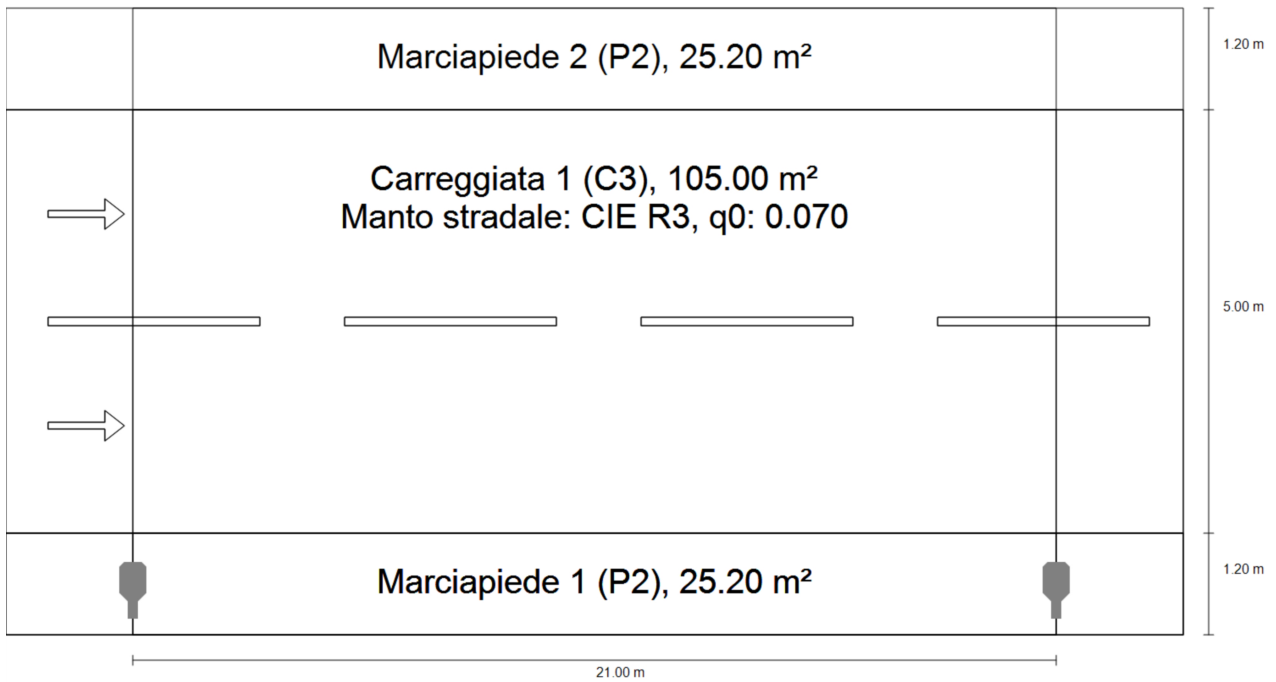 Marciapiede 2 (P2), 25.20 m²
1.20 m
Carreggiata 1 (C3), 105.00 m²
Manto stradale: CIE R3, q0: 0.070
5.00 m
Marciapiede 1 (P2), 25.20 m²
1.20 m
21.00 m